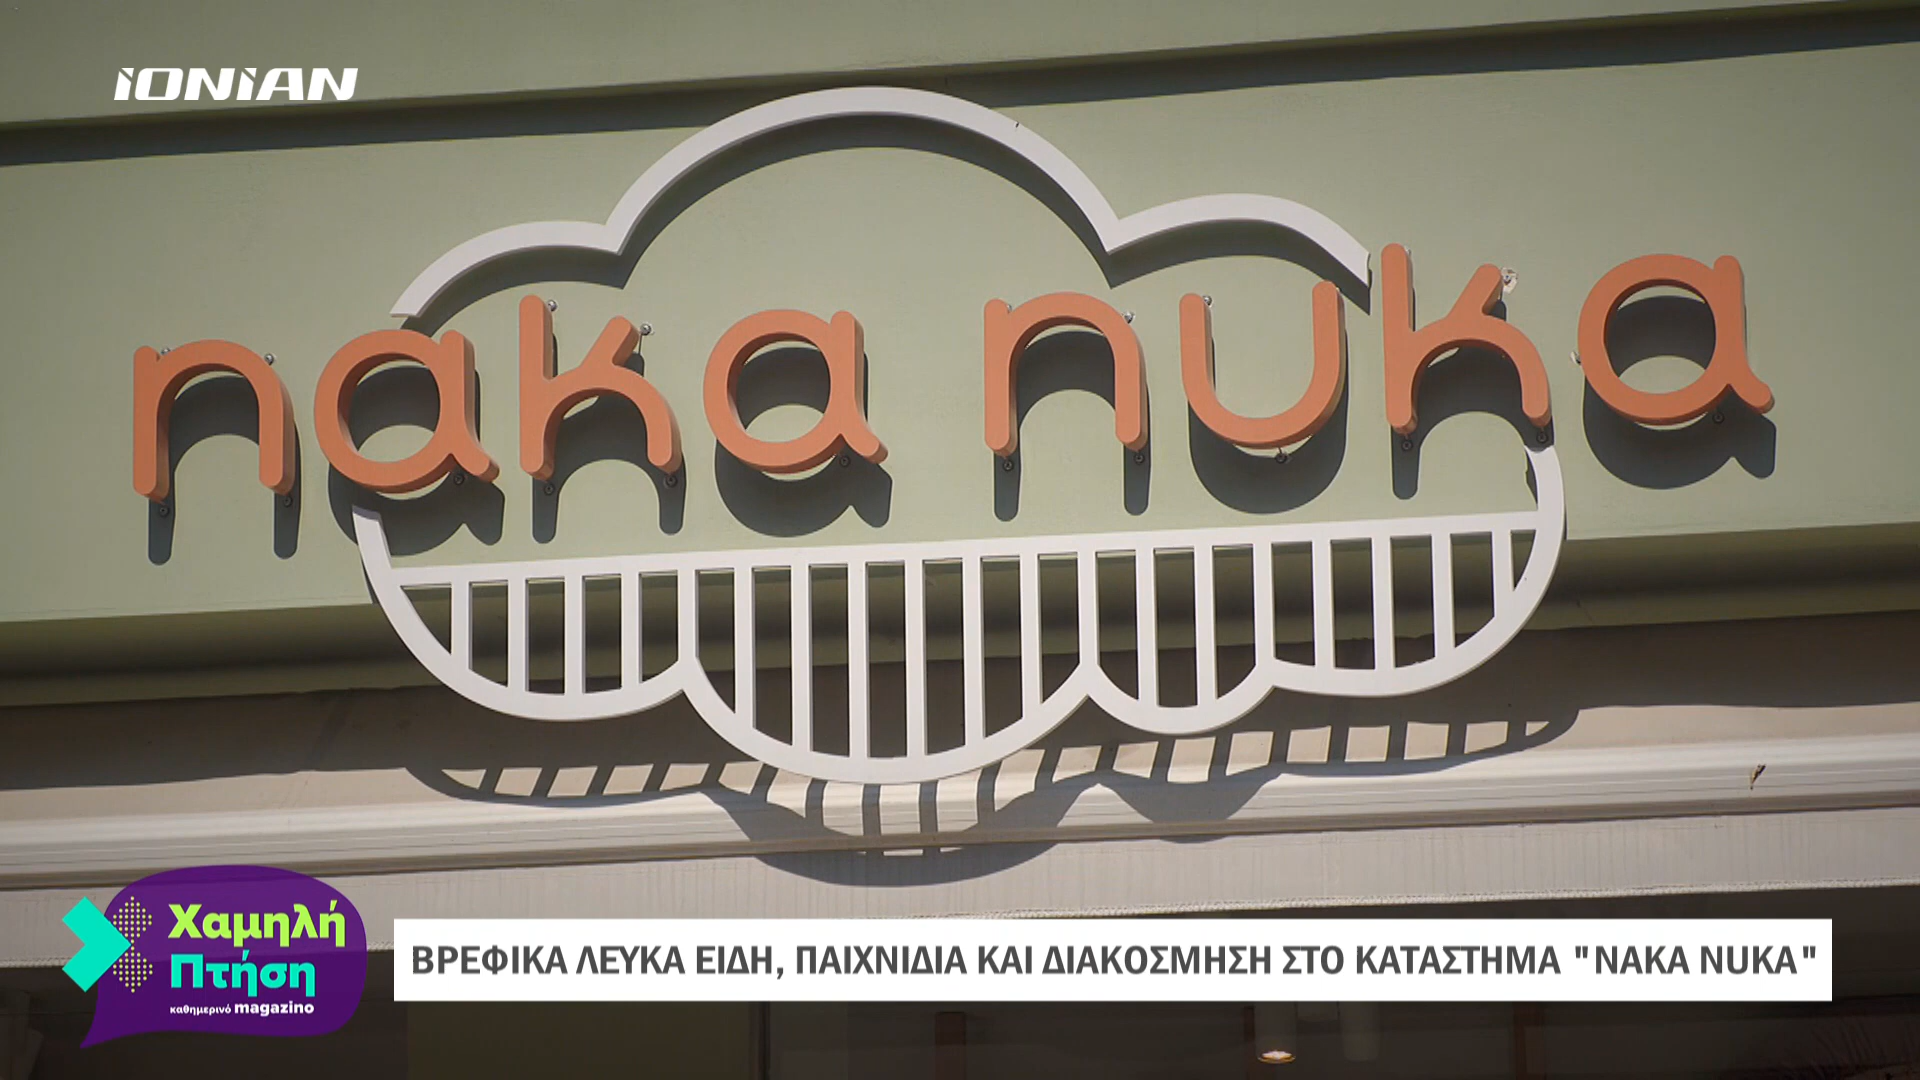 IONIAN
naka nuka
Χαμηλή
Πτήση
καθημερινό magazino
ΒΡΕΦΙΚΑ ΛΕΥΚΑ ΕΙΔΗ, ΠΑΙΧΝΙΔΙΑ ΚΑΙ ΔΙΑΚΟΣΜΗΣΗ ΣΤΟ ΚΑΤΑΣΤΗΜΑ "NAKA NUKA"